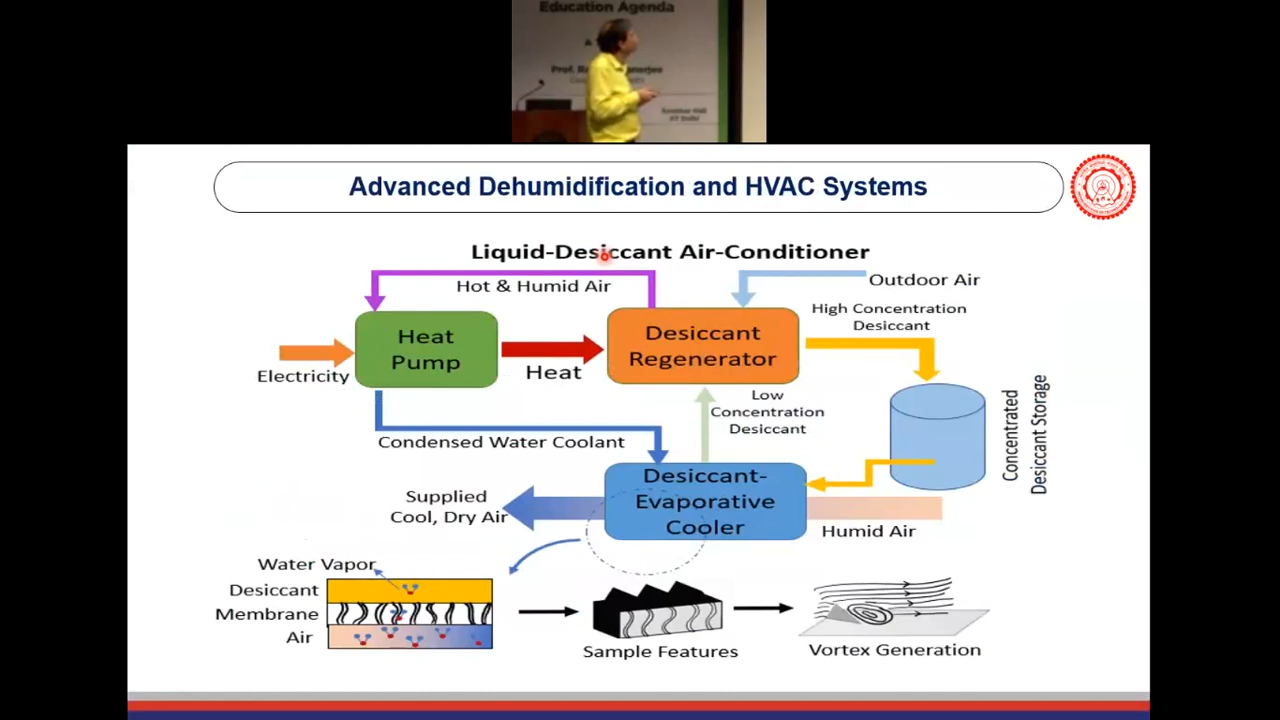 Education Agenda
Advanced Dehumidification and HVAC Systems
Liquid-Desiccant Air-Conditioner
Hot & Humid Air
Outdoor Air
High Concentration
Desiccant
Heat
Pump
Desiccant
Regenerator
Electricity
Heat
Low
Concentration
Desiccant
Concentrated
Desiccant Storage
Condensed Water Coolant
Desiccant-
Evaporative
Cooler
Supplied
Cool, Dry Air
Humid Air
Water Vapor
Desiccant
Membrane
Air
Sample Features
Vortex Generation